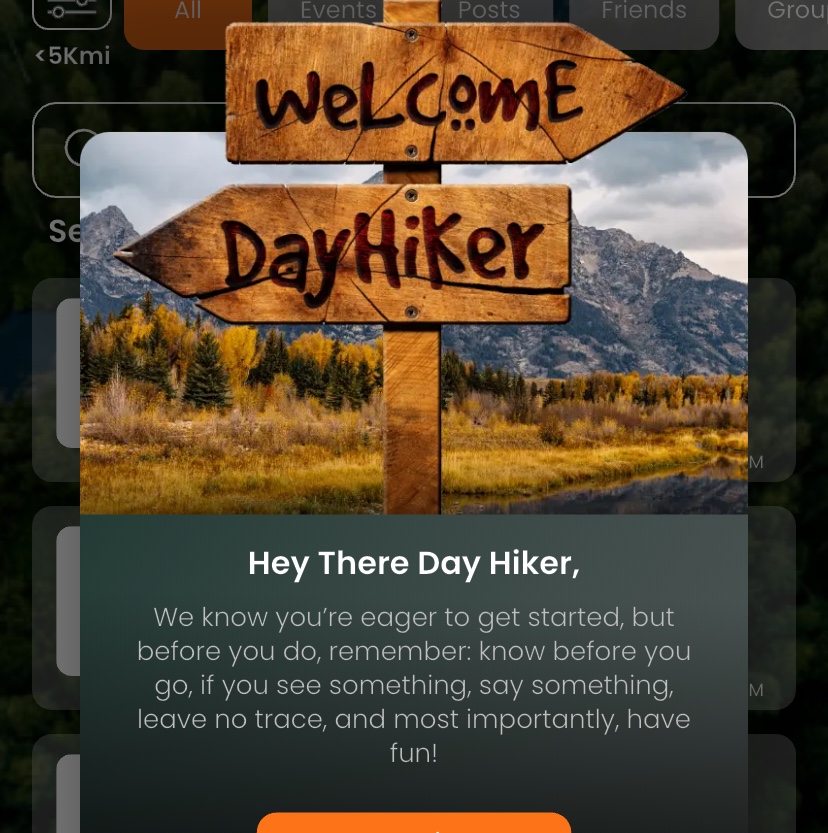 All
Events
Posts
Friends
<5Kmi
WeLcomE
DayHiker
M
Hey There Day Hiker,
We know you’re eager to get started, but
before you do, remember: know before you
go, if you see something, say something,
leave no trace, and most importantly, have
fun!
M